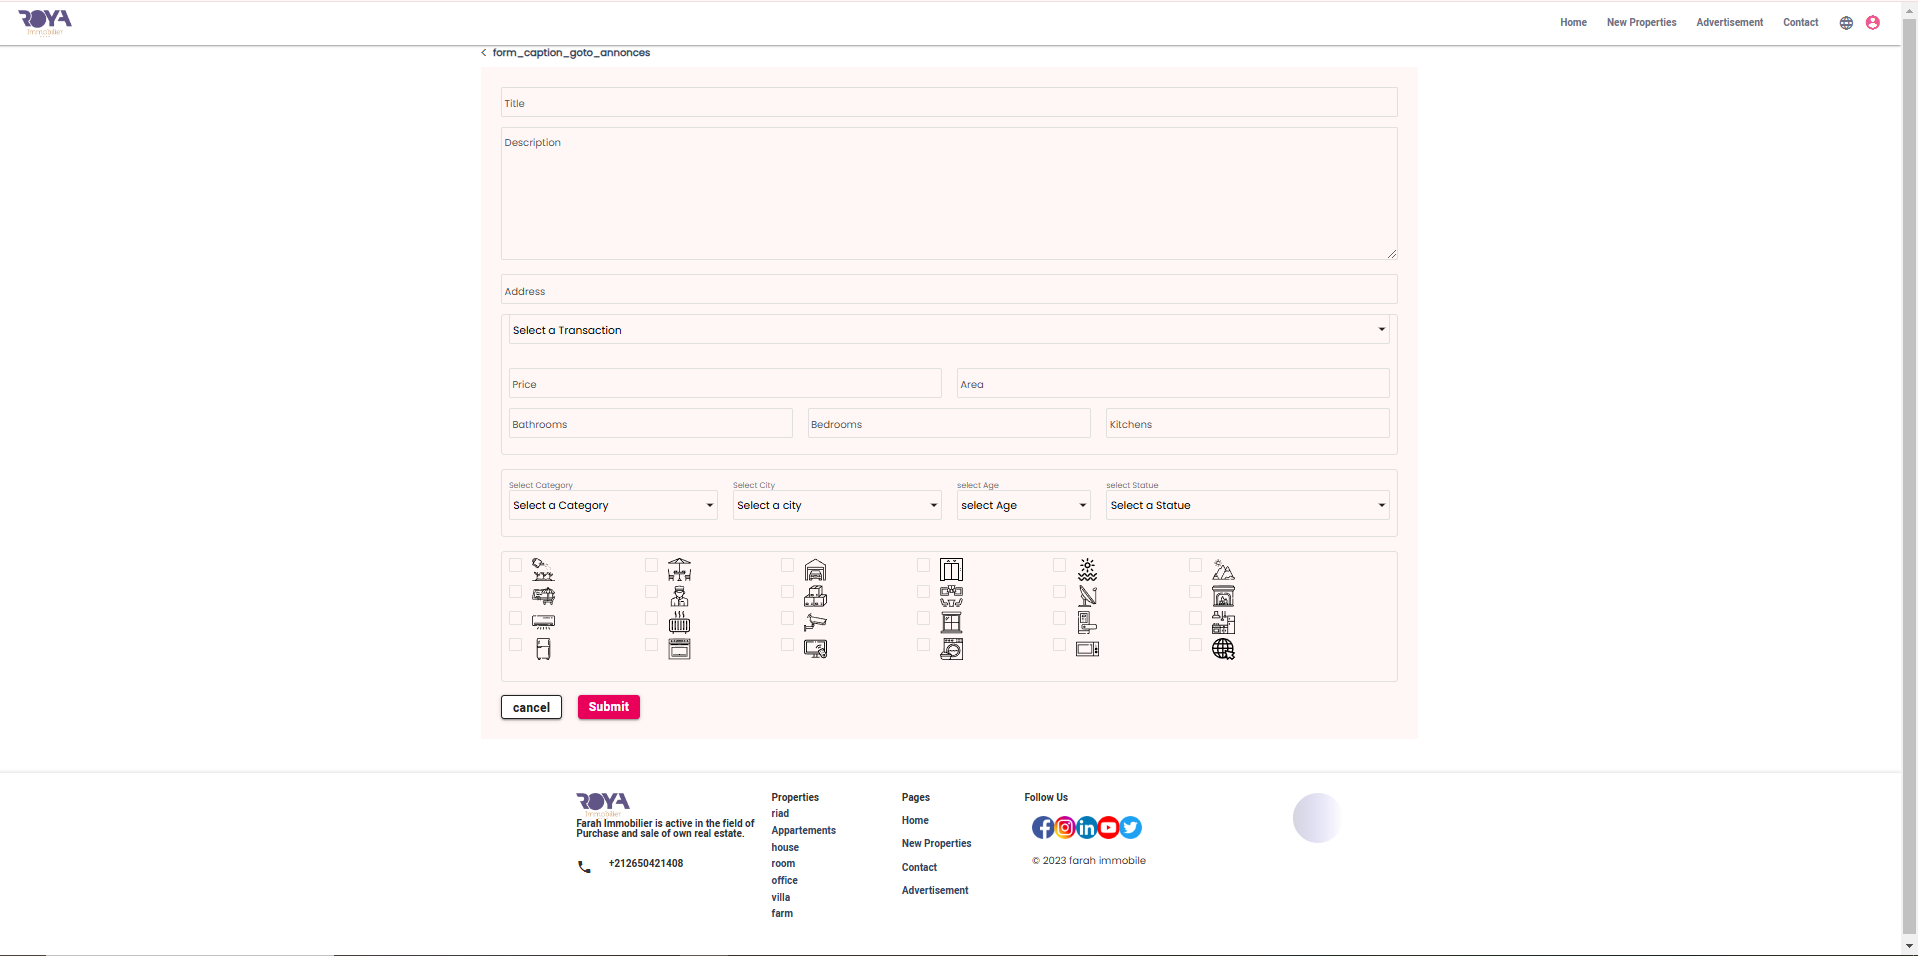 ROYA
Immobilier
Home New Properties Advertisement Contact
form_caption_goto_annonces
Title
Description
Address
Select a Transaction
Price Area
Bathrooms Bedrooms Kitchens
Select Category Select City select Age select Statue
Select a Category Select a city select Age Select a Statue
cancel Submit
ROYA
Immobilier
Farah Immobilier is active in the field of
Purchase and sale of own real estate.
+212650421408
Properties
riad
Appartements
house
room
office
villa
farm
Pages
Home
New Properties
Contact
Advertisement
Follow Us
© 2023 farah immobile